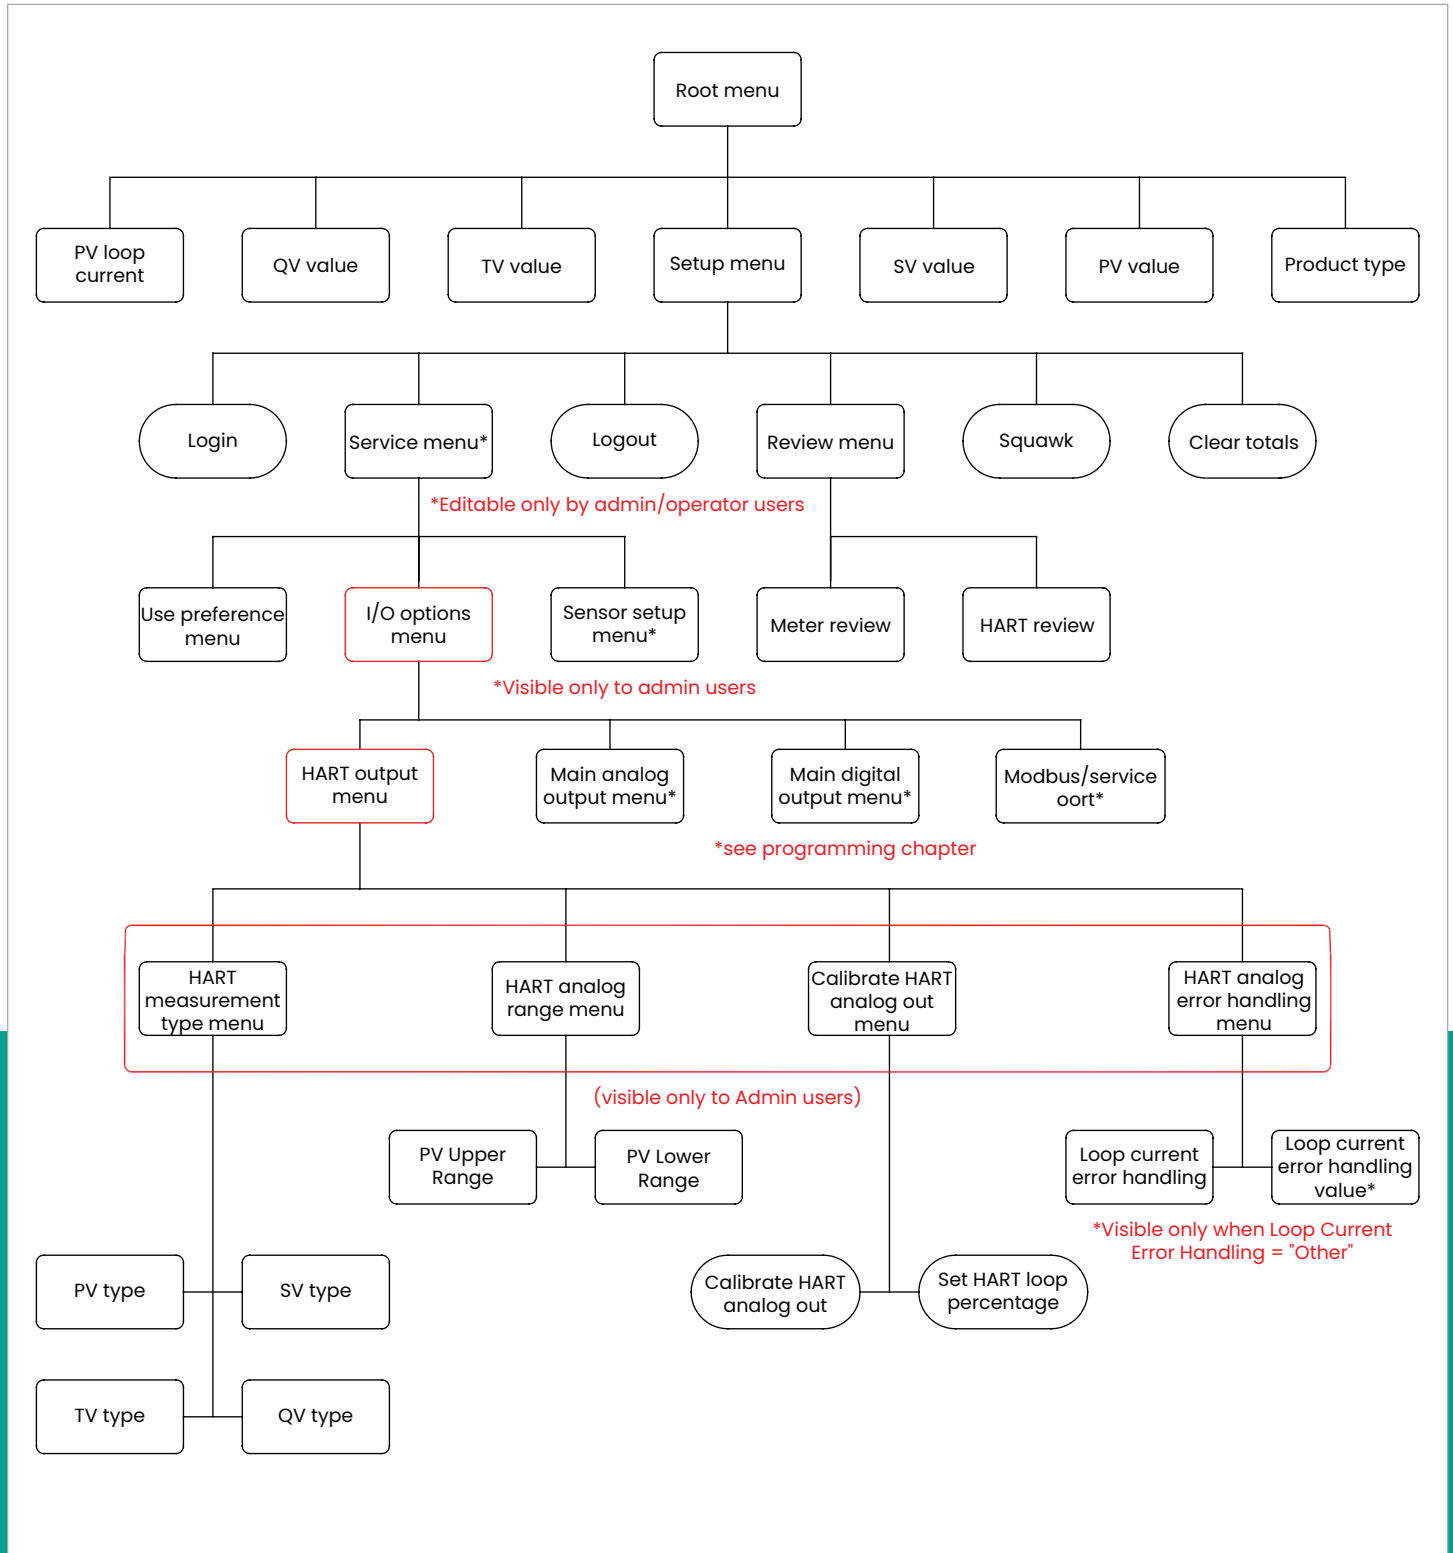 Root menu
PV loop
current
QV value
TV value
Setup menu
SV value
PV value
Product type
Login
Service menu*
Logout
Review menu
Squawk
Clear totals
*Editable only by admin/operator users
Use preference
menu
I/O options
menu
Sensor setup
menu*
Meter review
HART review
*Visible only to admin users
HART output
menu
Main analog
output menu*
Main digital
output menu*
Modbus/service
oort*
*see programming chapter
HART
measurement
type menu
HART analog
range menu
Calibrate HART
analog out
menu
HART analog
error handling
menu
(visible only to Admin users)
PV Upper
Range
PV Lower
Range
Loop current
error handling
Loop current
error handling
value*
*Visible only when Loop Current
Error Handling = "Other"
PV type
SV type
Calibrate HART
analog out
Set HART loop
percentage
TV type
QV type